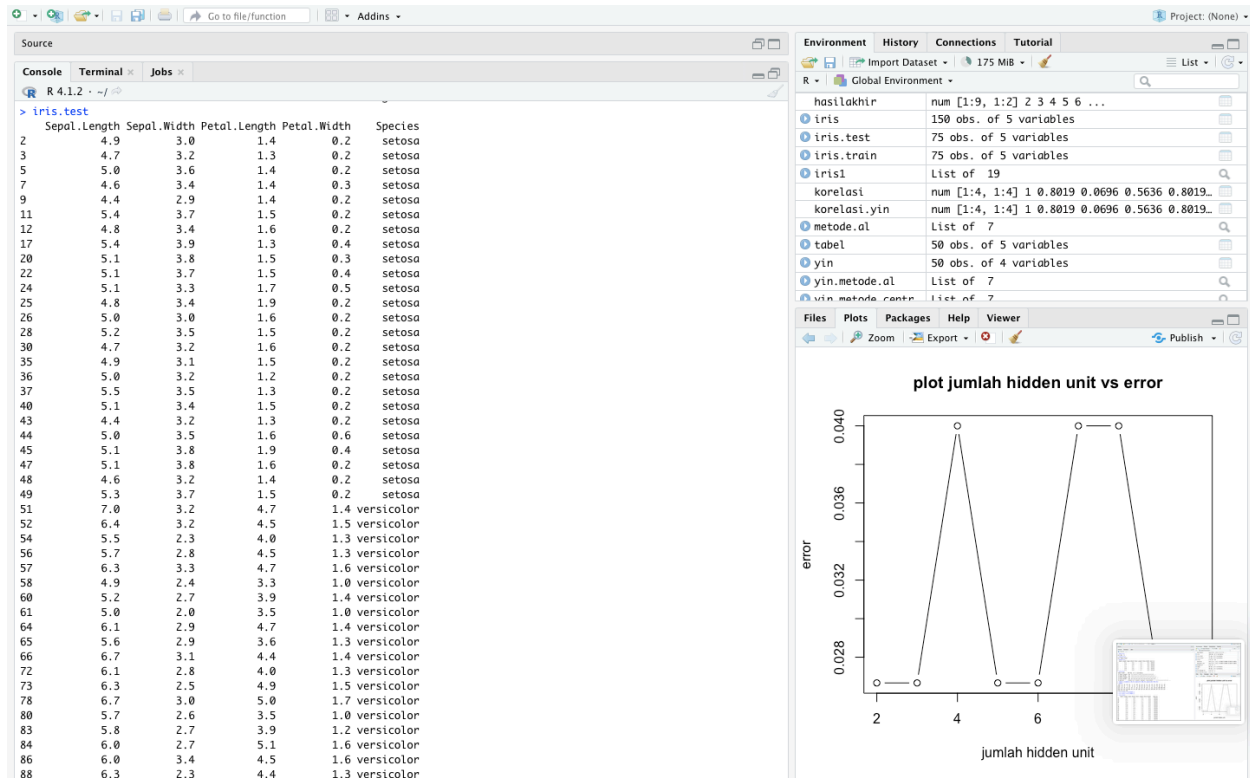 Go to file/function
Addins
Project: (None)
Source
Console Terminal Jobs
R 4.1.2 · ~/
> iris.test
Sepal.Length Sepal.Width Petal.Length Petal.Width Species
2 4.9 3.0 1.4 0.2 setosa
3 4.7 3.2 1.3 0.2 setosa
5 5.0 3.6 1.4 0.2 setosa
7 4.6 3.4 1.4 0.3 setosa
9 4.4 2.9 1.4 0.2 setosa
11 5.4 3.7 1.5 0.2 setosa
12 4.8 3.4 1.6 0.2 setosa
17 5.4 3.9 1.3 0.4 setosa
20 5.1 3.8 1.5 0.3 setosa
22 5.1 3.7 1.5 0.4 setosa
24 5.1 3.3 1.7 0.5 setosa
25 4.8 3.4 1.9 0.2 setosa
26 5.0 3.0 1.6 0.2 setosa
28 5.2 3.5 1.5 0.2 setosa
30 4.7 3.2 1.6 0.2 setosa
35 4.9 3.1 1.5 0.2 setosa
36 5.0 3.2 1.2 0.2 setosa
37 5.5 3.5 1.3 0.2 setosa
40 5.1 3.4 1.5 0.2 setosa
43 4.4 3.2 1.3 0.2 setosa
44 5.0 3.5 1.6 0.6 setosa
45 5.1 3.8 1.9 0.4 setosa
47 5.1 3.8 1.6 0.2 setosa
48 4.6 3.2 1.4 0.2 setosa
49 5.3 3.7 1.5 0.2 setosa
51 7.0 3.2 4.7 1.4 versicolor
52 6.4 3.2 4.5 1.5 versicolor
54 5.5 2.3 4.0 1.3 versicolor
56 5.7 2.8 4.5 1.3 versicolor
57 6.3 3.3 4.7 1.6 versicolor
58 4.9 2.4 3.3 1.0 versicolor
60 5.2 2.7 3.9 1.4 versicolor
61 5.0 2.0 3.5 1.0 versicolor
64 6.1 2.9 4.7 1.4 versicolor
65 5.6 2.9 3.6 1.3 versicolor
66 6.7 3.1 4.4 1.4 versicolor
72 6.1 2.8 4.0 1.3 versicolor
73 6.3 2.5 4.9 1.5 versicolor
78 6.7 3.0 5.0 1.7 versicolor
80 5.7 2.6 3.5 1.0 versicolor
83 5.8 2.7 3.9 1.2 versicolor
84 6.0 2.7 5.1 1.6 versicolor
86 6.0 3.4 4.5 1.6 versicolor
88 6.3 2.3 4.4 1.3 versicolor
Environment History Connections Tutorial
Import Dataset 175 MiB List
R Global Environment
hasilakhir num [1:9, 1:2] 2 3 4 5 6 ...
iris 150 obs. of 5 variables
iris.test 75 obs. of 5 variables
iris.train 75 obs. of 5 variables
iris1 List of 19
korelasi num [1:4, 1:4] 1 0.8019 0.0696 0.5636 0.8019…
korelasi.yin num [1:4, 1:4] 1 0.8019 0.0696 0.5636 0.8019…
metode.al List of 7
tabel 50 obs. of 5 variables
yin 50 obs. of 4 variables
yin.metode.al List of 7
yin.metode.centr List of 7
Files Plots Packages Help Viewer
Zoom Export Publish
plot jumlah hidden unit vs error
0.040
0.036
0.032
0.028
error
2 4 6
jumlah hidden unit